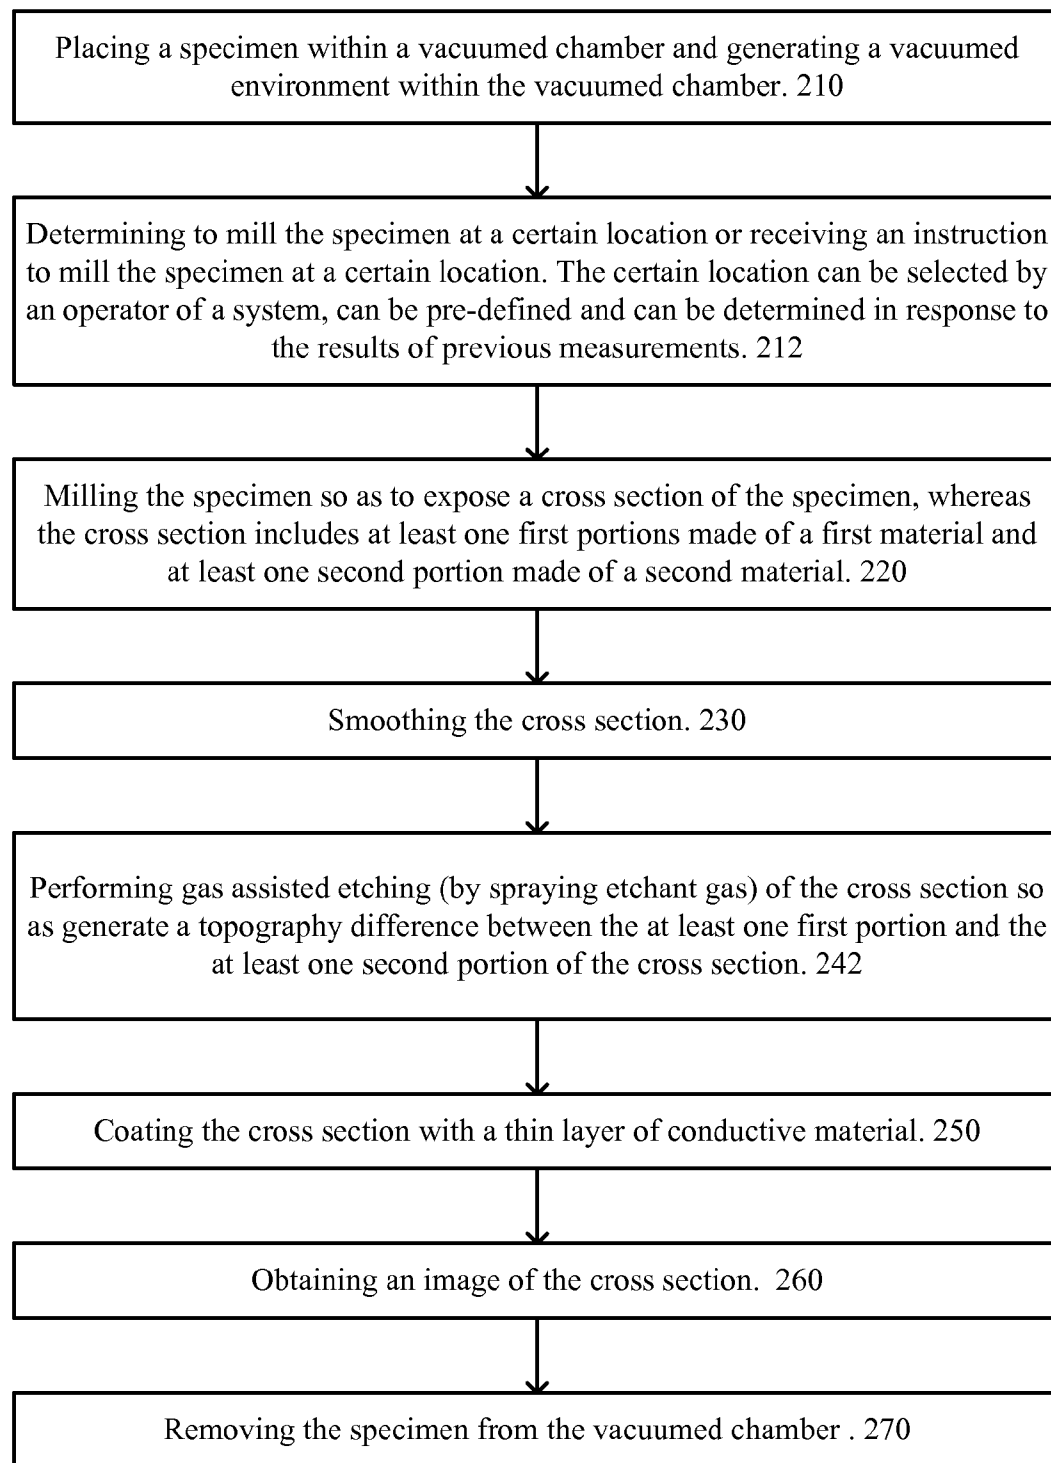 Placing a specimen within a vacuumed chamber and generating a vacuumed
environment within the vacuumed chamber. 210
Determining to mill the specimen at a certain location or receiving an instruction
to mill the specimen at a certain location. The certain location can be selected by
an operator of a system, can be pre-defined and can be determined in response to
the results of previous measurements. 212
Milling the specimen so as to expose a cross section of the specimen, whereas
the cross section includes at least one first portions made of a first material and
at least one second portion made of a second material. 220
Smoothing the cross section. 230
Performing gas assisted etching (by spraying etchant gas) of the cross section so
as generate a topography difference between the at least one first portion and the
at least one second portion of the cross section. 242
Coating the cross section with a thin layer of conductive material. 250
Obtaining an image of the cross section.  260
Removing the specimen from the vacuumed chamber . 270